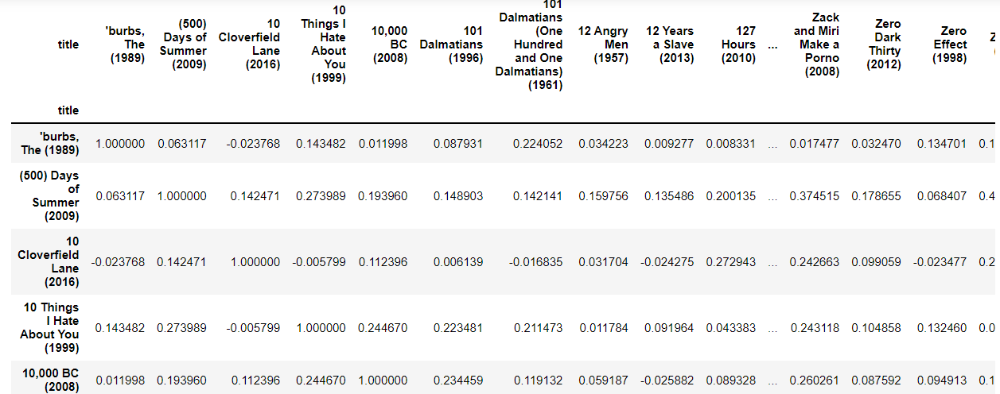 title 'burbs, The (1989) (500) Days of Summer (2009) 10 Cloverfield Lane (2016) 10 Things I Hate About You (1999) 10,000 BC (2008) 101 Dalmatians (1996) 101 Dalmatians (One Hundred and One Dalmatians) (1961) 12 Angry Men (1957) 12 Years a Slave (2013) 127 Hours (2010) ... Zack and Miri Make a Porno (2008) Zero Dark Thirty (2012) Zero Effect (1998)
title
'burbs, The (1989) 1.000000 0.063117 -0.023768 0.143482 0.011998 0.087931 0.224052 0.034223 0.009277 0.008331 ... 0.017477 0.032470 0.134701 0.1
(500) Days of Summer (2009) 0.063117 1.000000 0.142471 0.273989 0.193960 0.148903 0.142141 0.159756 0.135486 0.200135 ... 0.374515 0.178655 0.068407 0.4
10 Cloverfield Lane (2016) -0.023768 0.142471 1.000000 -0.005799 0.112396 0.006139 -0.016835 0.031704 -0.024275 0.272943 ... 0.242663 0.099059 -0.023477 0.2
10 Things I Hate About You (1999) 0.143482 0.273989 -0.005799 1.000000 0.244670 0.223481 0.211473 0.011784 0.091964 0.043383 ... 0.243118 0.104858 0.132460 0.0
10,000 BC (2008) 0.011998 0.193960 0.112396 0.244670 1.000000 0.234459 0.119132 0.059187 -0.025882 0.089328 ... 0.260261 0.087592 0.094913 0.1